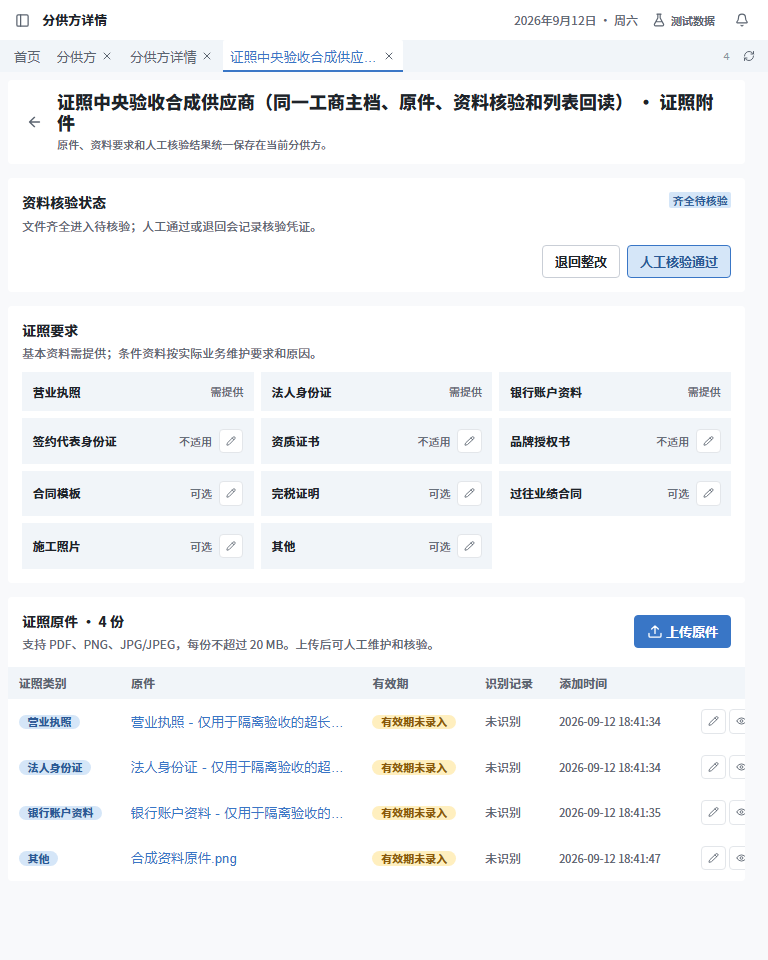 分供方详情
2026年9月12日 • 周六
测试数据
首页 分供方 × 分供方详情 × 证照中央验收合成供应... × 4
证照中央验收合成供应商（同一工商主档、原件、资料核验和列表回读） • 证照附
件
原件、资料要求和人工核验结果统一保存在当前分供方。
资料核验状态
齐全待核验
文件齐全进入待核验；人工通过或退回会记录核验凭证。
退回整改 人工核验通过
证照要求
基本资料需提供；条件资料按实际业务维护要求和原因。
营业执照 需提供 法人身份证 需提供 银行账户资料 需提供
签约代表身份证 不适用 资质证书 不适用 品牌授权书 不适用
合同模板 可选 完税证明 可选 过往业绩合同 可选
施工照片 可选 其他 可选
证照原件 • 4 份
支持 PDF、PNG、JPG/JPEG，每份不超过 20 MB。上传后可人工维护和核验。
上传原件
证照类别 原件 有效期 识别记录 添加时间
营业执照 营业执照 - 仅用于隔离验收的超长... 有效期未录入 未识别 2026-09-12 18:41:34
法人身份证 法人身份证 - 仅用于隔离验收的超... 有效期未录入 未识别 2026-09-12 18:41:34
银行账户资料 银行账户资料 - 仅用于隔离验收的... 有效期未录入 未识别 2026-09-12 18:41:35
其他 合成资料原件.png 有效期未录入 未识别 2026-09-12 18:41:47